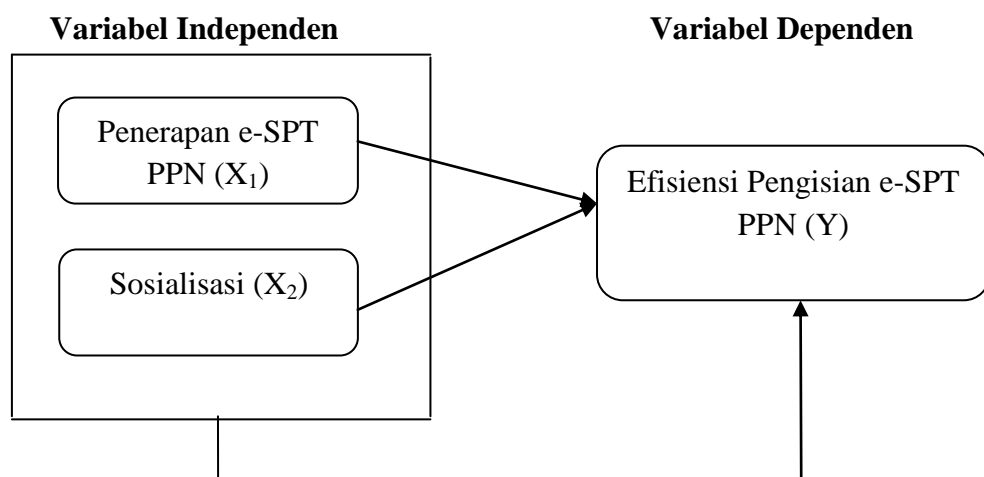 Variabel Independen
Variabel Dependen
Penerapan e-SPT
PPN (X₁)
Sosialisasi (X₂)
Efisiensi Pengisian e-SPT
PPN (Y)